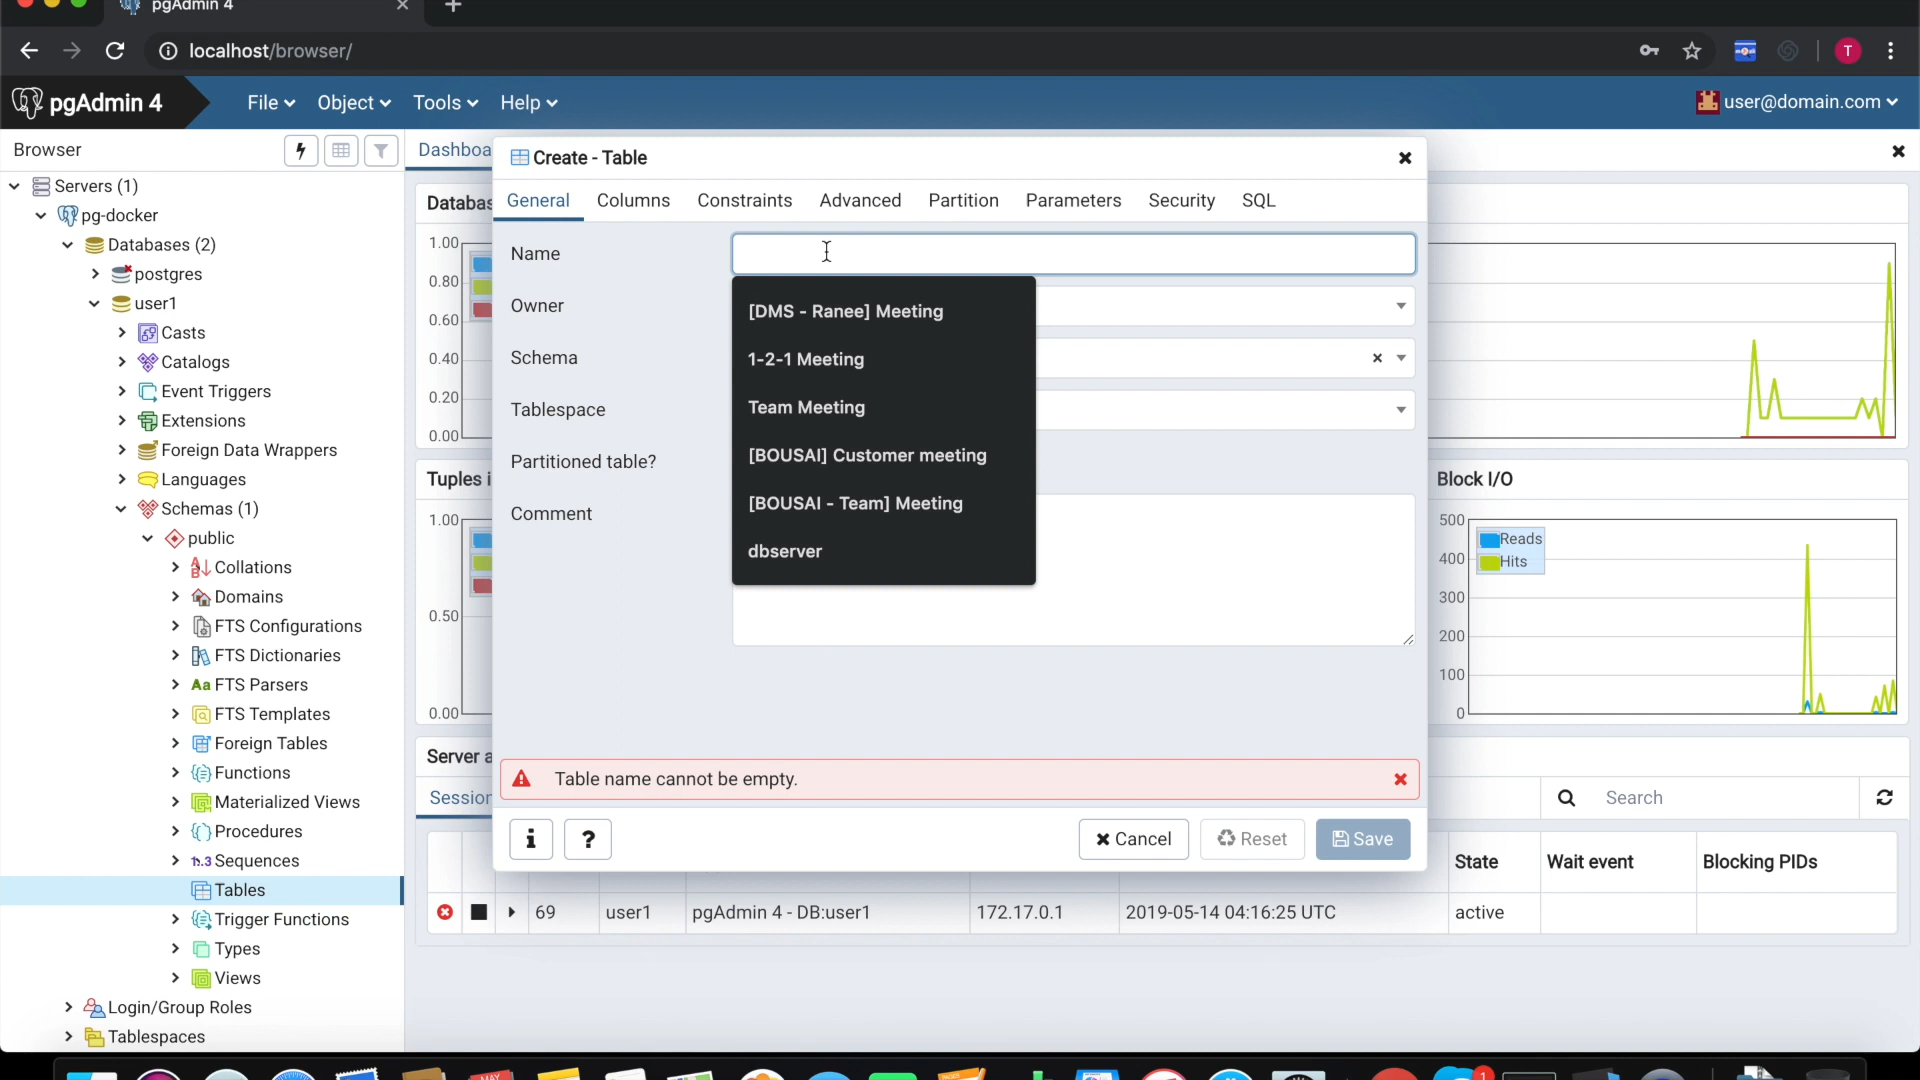 pgAdmin 4
localhost/browser/
T
pgAdmin 4
File
Object
Tools
Help
user@domain.com
Browser
Servers (1)
pg-docker
Databases (2)
postgres
user1
Casts
Catalogs
Event Triggers
Extensions
Foreign Data Wrappers
Languages
Schemas (1)
public
Collations
Domains
FTS Configurations
FTS Dictionaries
Aa FTS Parsers
FTS Templates
Foreign Tables
Functions
Materialized Views
Procedures
1..3 Sequences
Tables
Trigger Functions
Types
Views
Login/Group Roles
Tablespaces
Dashboa
Databas
1.00
0.80
0.60
0.40
0.20
0.00
Tuples i
1.00
0.50
0.00
Create - Table
General
Columns
Constraints
Advanced
Partition
Parameters
Security
SQL
Name
Owner
Schema
Tablespace
Partitioned table?
Comment
[DMS - Ranee] Meeting
1-2-1 Meeting
Team Meeting
[BOUSAI] Customer meeting
[BOUSAI - Team] Meeting
dbserver
Table name cannot be empty.
i
?
Cancel
Reset
Save
Block I/O
500
400
300
200
100
0
Reads
Hits
Server a
Session
Search
State
Wait event
Blocking PIDs
69
user1
pgAdmin 4 - DB:user1
172.17.0.1
2019-05-14 04:16:25 UTC
active
MAY
PAGES
1